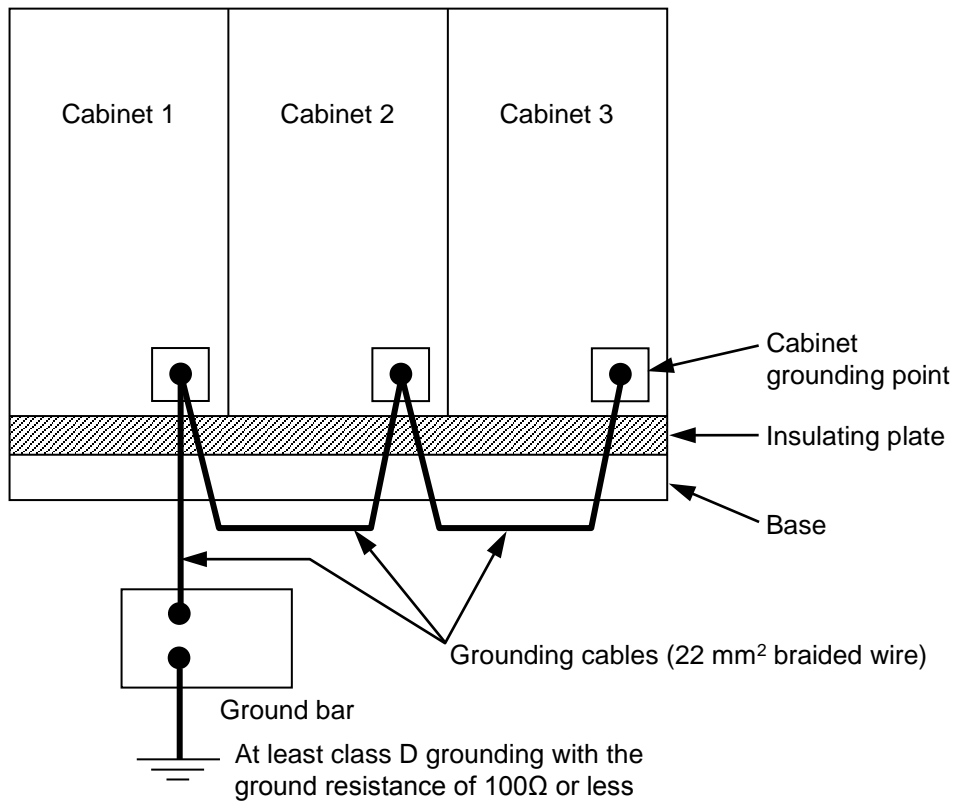 Cabinet 1
Cabinet 2
Cabinet 3
Cabinet
grounding point
Insulating plate
Base
Grounding cables (22 mm² braided wire)
Ground bar
At least class D grounding with the
ground resistance of 100Ω or less